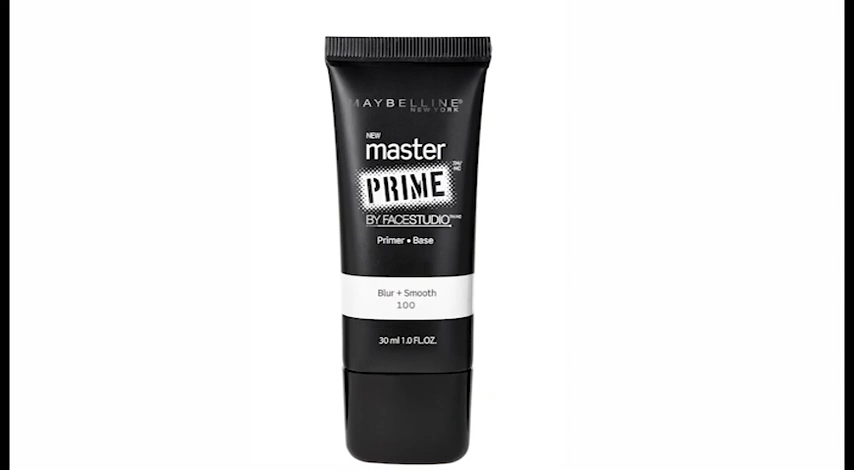 MAYBELLINE®
NEW YORK
NEW
master
PRIME
BY FACESTUDIO
Primer • Base
Blur + Smooth
100
30 ml 1.0 FL.OZ.